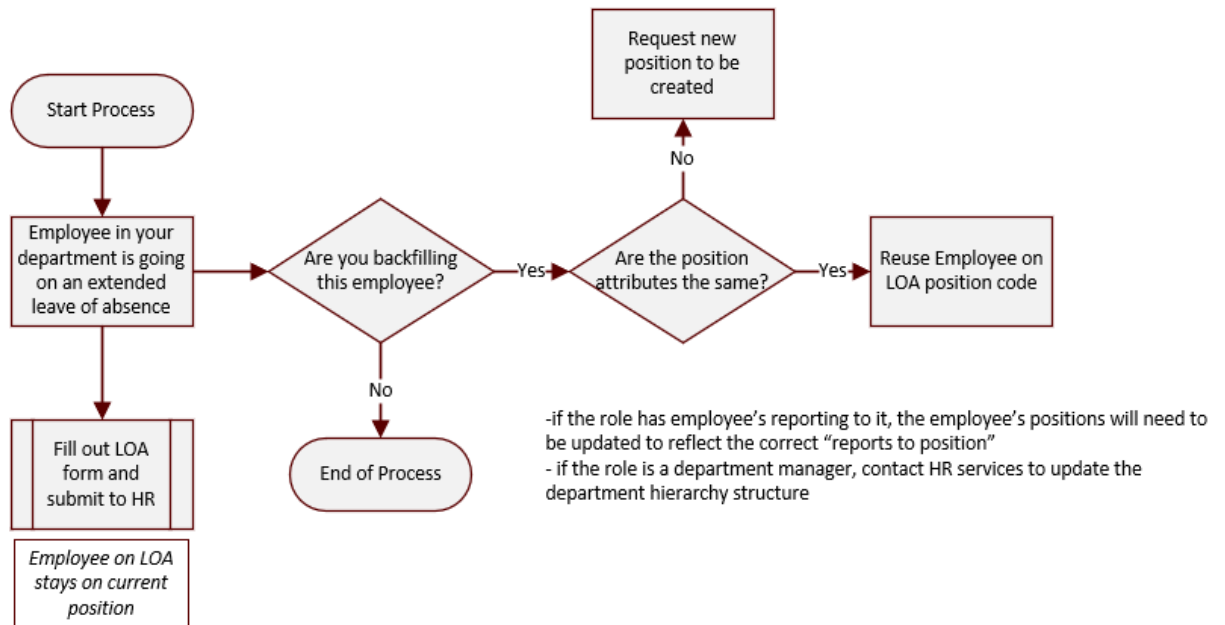 Start Process
Employee in your
department is going
on an extended
leave of absence
Fill out LOA
form and
submit to HR
Employee on LOA
stays on current
position
Are you backfilling
this employee?
No
End of Process
Yes
Are the position
attributes the same?
No
Request new
position to be
created
Yes
Reuse Employee on
LOA position code
-if the role has employee’s reporting to it, the employee’s positions will need to
be updated to reflect the correct “reports to position”
- if the role is a department manager, contact HR services to update the
department hierarchy structure